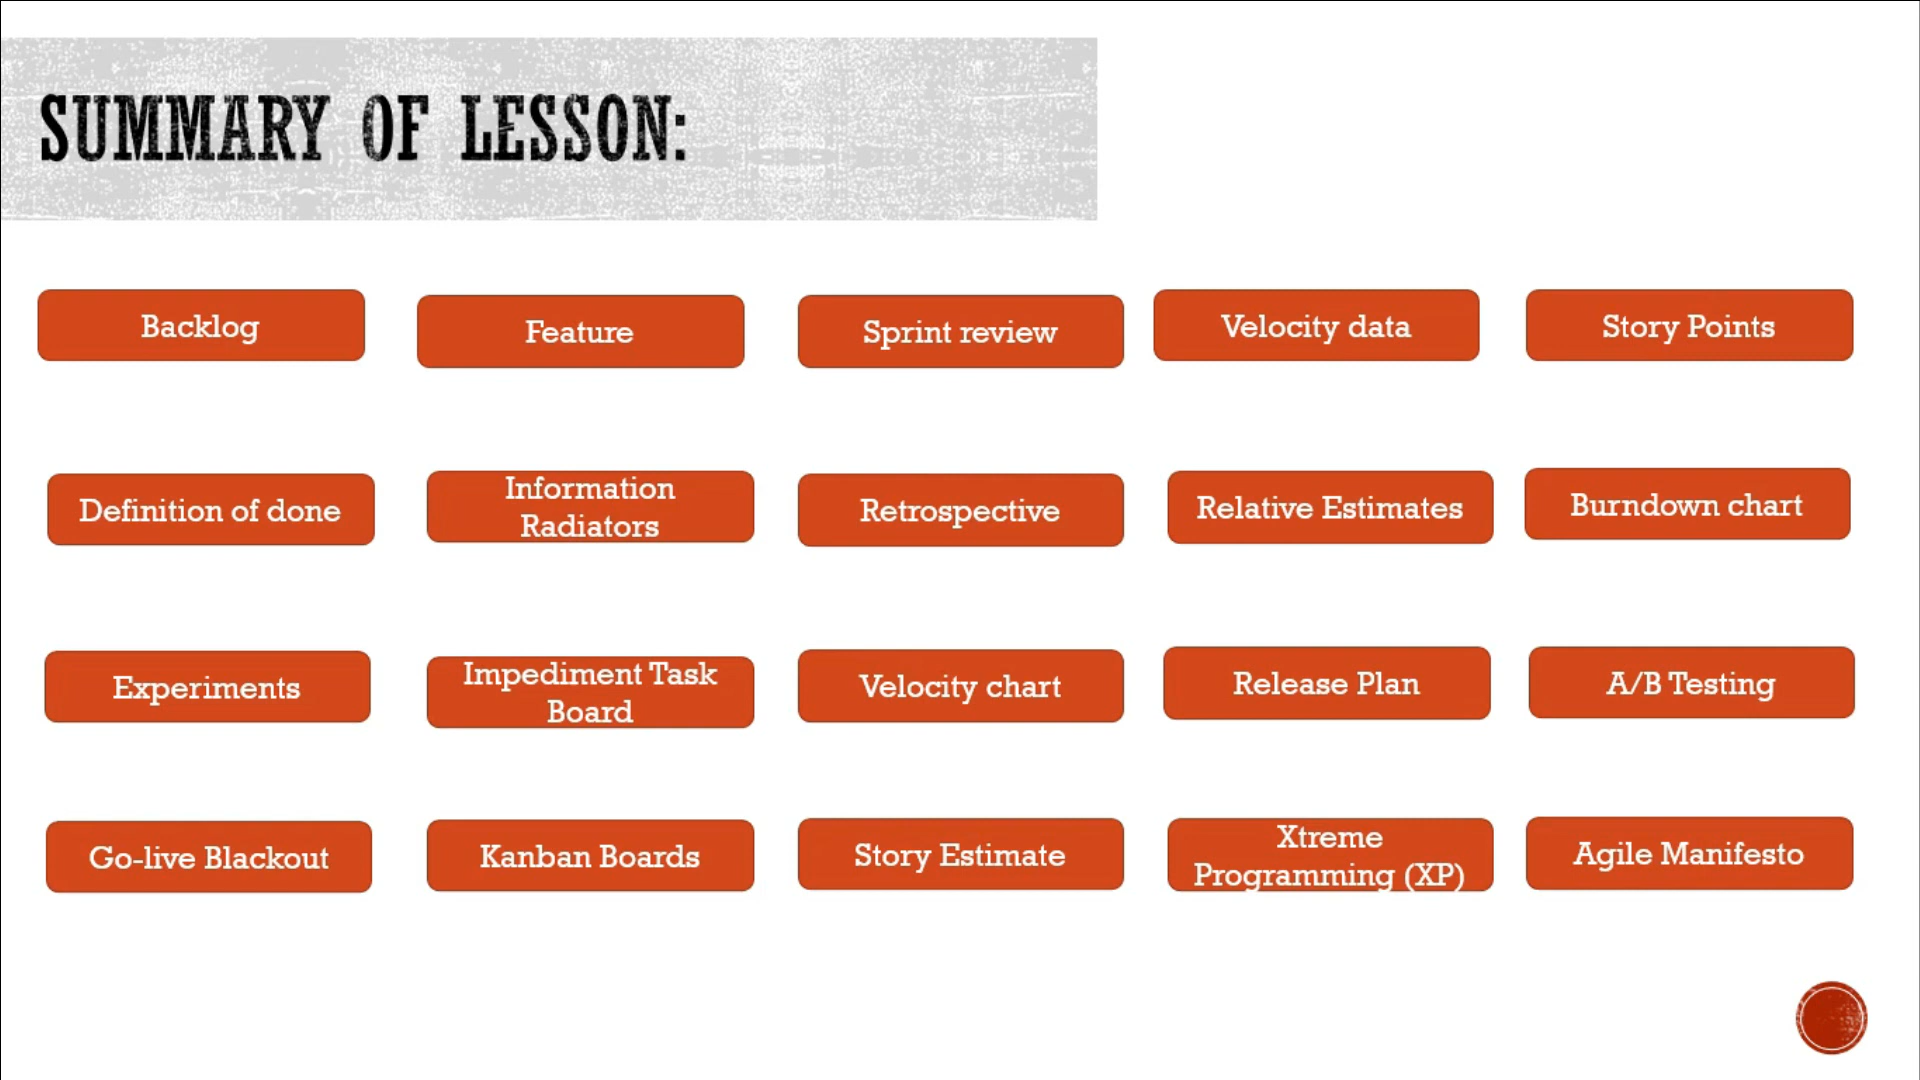 SUMMARY OF LESSON:
Backlog
Feature
Sprint review
Velocity data
Story Points
Definition of done
Information
Radiators
Retrospective
Relative Estimates
Burndown chart
Experiments
Impediment Task
Board
Velocity chart
Release Plan
A/B Testing
Go-live Blackout
Kanban Boards
Story Estimate
Xtreme
Programming (XP)
Agile Manifesto